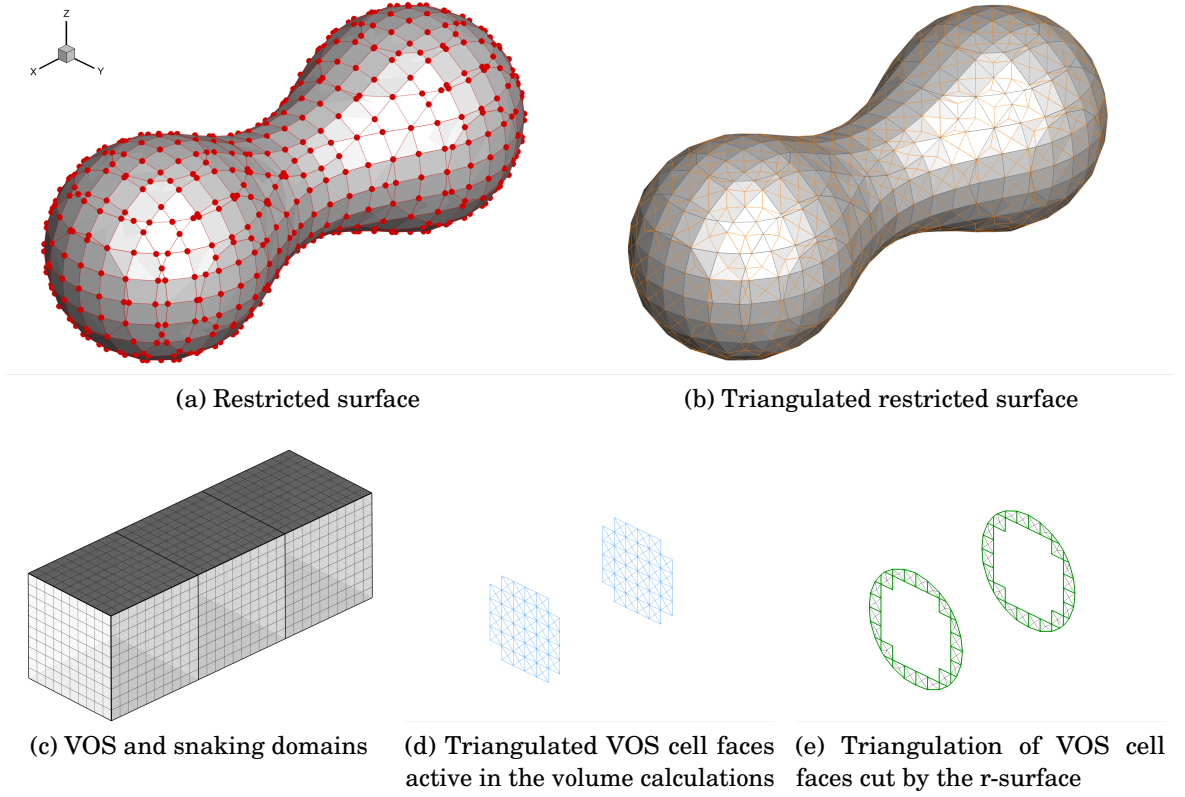 Z
X
Y
(a) Restricted surface
(b) Triangulated restricted surface
(c) VOS and snaking domains
(d) Triangulated VOS cell faces
active in the volume calculations
(e) Triangulation of VOS cell
faces cut by the r-surface